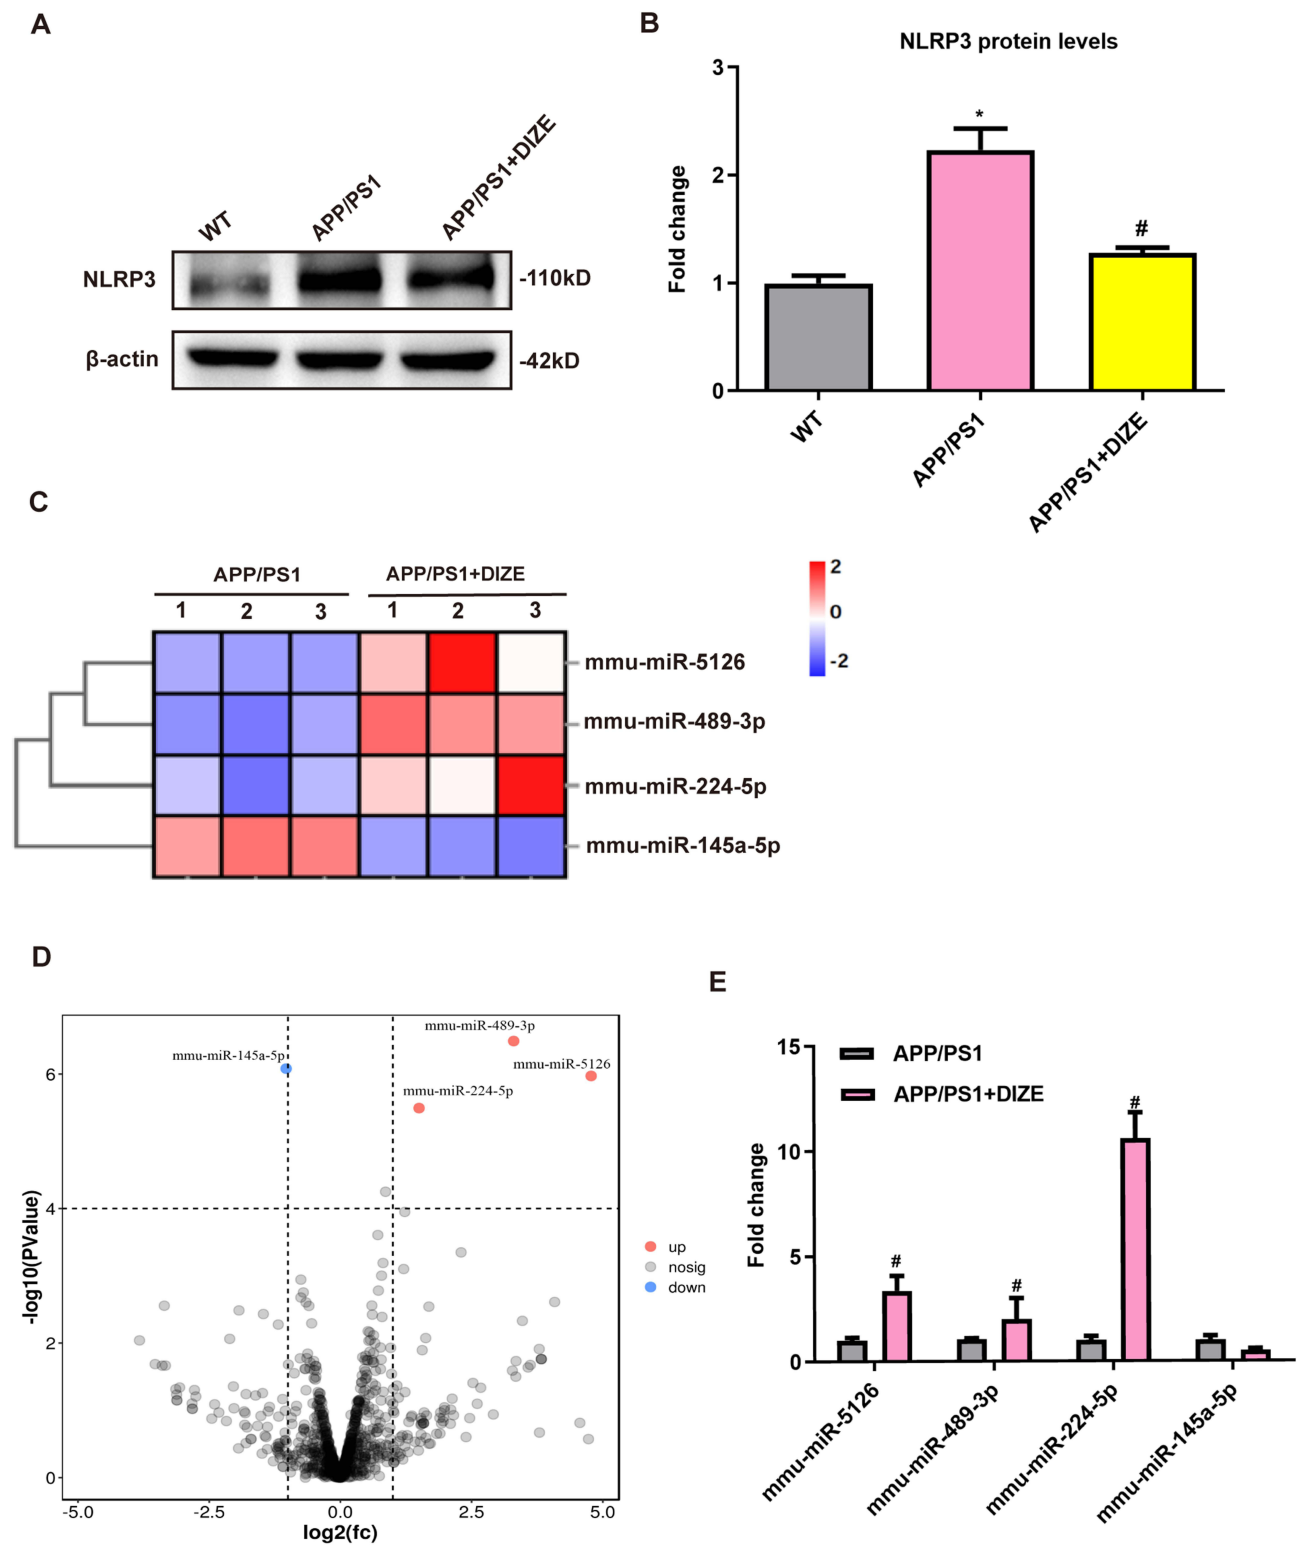 A
WT
APP/PS1
APP/PS1+DIZE
NLRP3
-110kD
β-actin
-42kD
B
NLRP3 protein levels
Fold change
3
2
1
0
*
#
WT
APP/PS1
APP/PS1+DIZE
C
APP/PS1
APP/PS1+DIZE
1 2 3 1 2 3
mmu-miR-5126
mmu-miR-489-3p
mmu-miR-224-5p
mmu-miR-145a-5p
2
0
-2
D
mmu-miR-489-3p
mmu-miR-145a-5p
mmu-miR-5126
mmu-miR-224-5p
-log10(PValue)
6
4
2
0
-5.0 -2.5 0.0 2.5 5.0
log2(fc)
up
nosig
down
E
APP/PS1
APP/PS1+DIZE
Fold change
15
10
5
0
#
#
#
mmu-miR-5126
mmu-miR-489-3p
mmu-miR-224-5p
mmu-miR-145a-5p